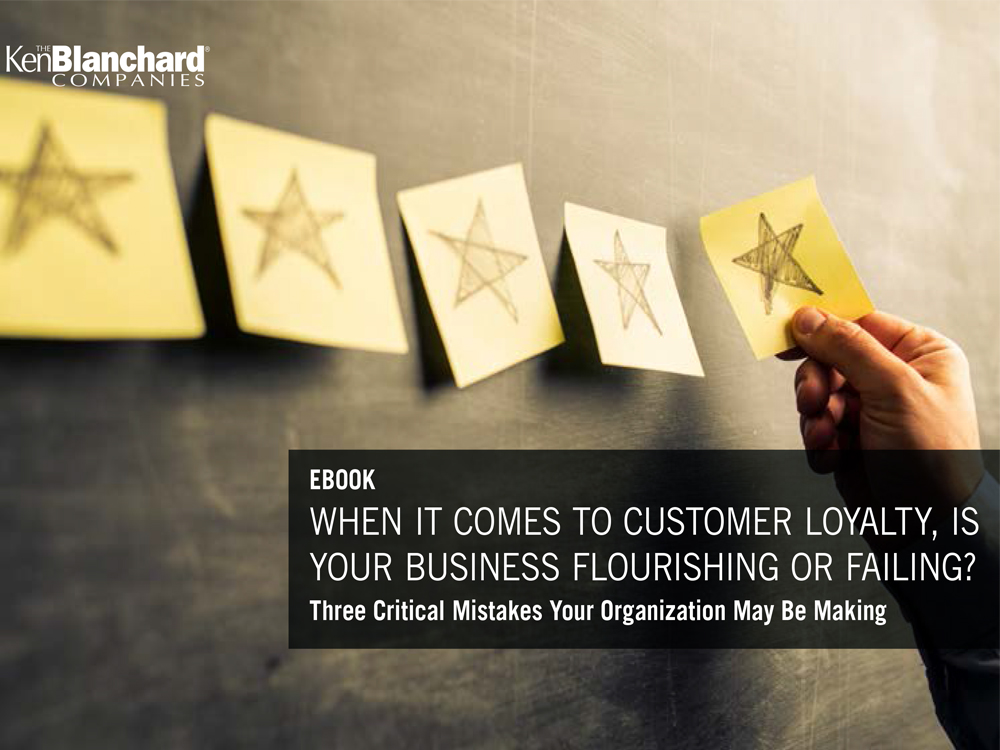 THE
KenBlanchard®
COMPANIES
EBOOK
WHEN IT COMES TO CUSTOMER LOYALTY, IS
YOUR BUSINESS FLOURISHING OR FAILING?
Three Critical Mistakes Your Organization May Be Making